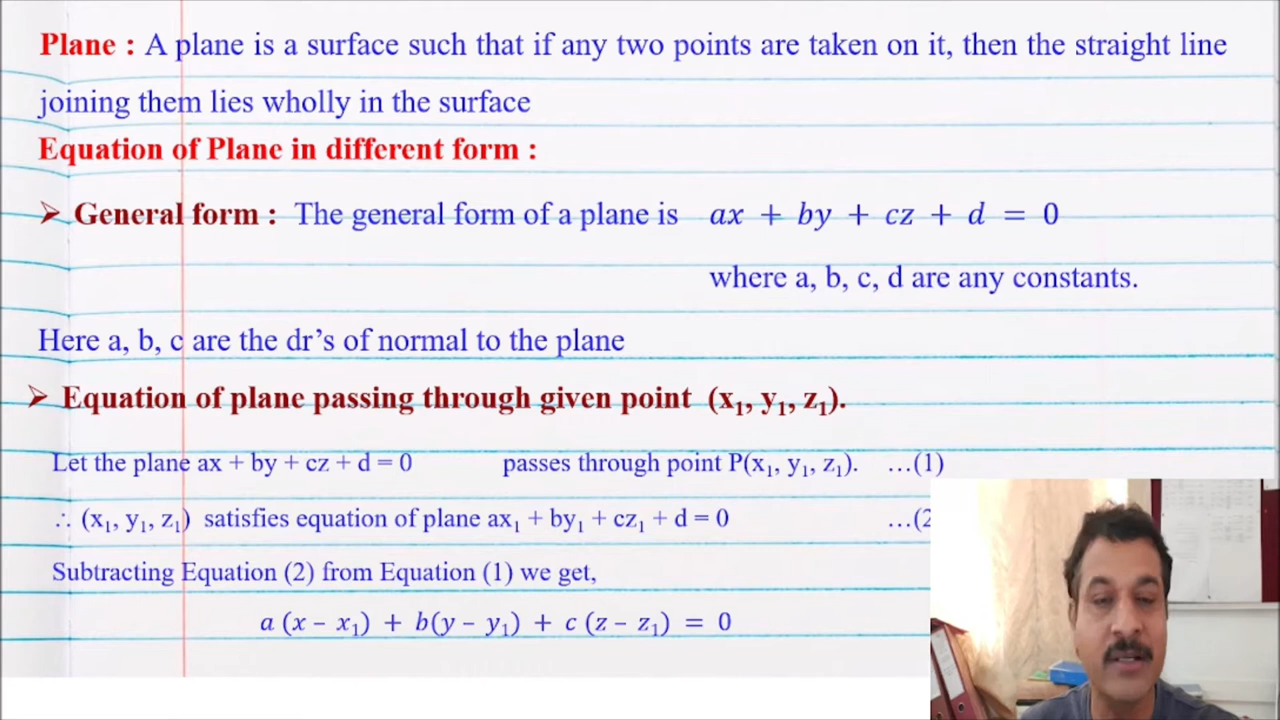 Plane : A plane is a surface such that if any two points are taken on it, then the straight line
joining them lies wholly in the surface
Equation of Plane in different form :
➢ General form : The general form of a plane is ax + by + cz + d = 0
where a, b, c, d are any constants.
Here a, b, c are the dr’s of normal to the plane
➢ Equation of plane passing through given point (x₁, y₁, z₁).
Let the plane ax + by + cz + d = 0 passes through point P(x₁, y₁, z₁). …(1)
∴ (x₁, y₁, z₁) satisfies equation of plane ax₁ + by₁ + cz₁ + d = 0 …(2
Subtracting Equation (2) from Equation (1) we get,
a (x – x₁) + b(y – y₁) + c (z – z₁) = 0